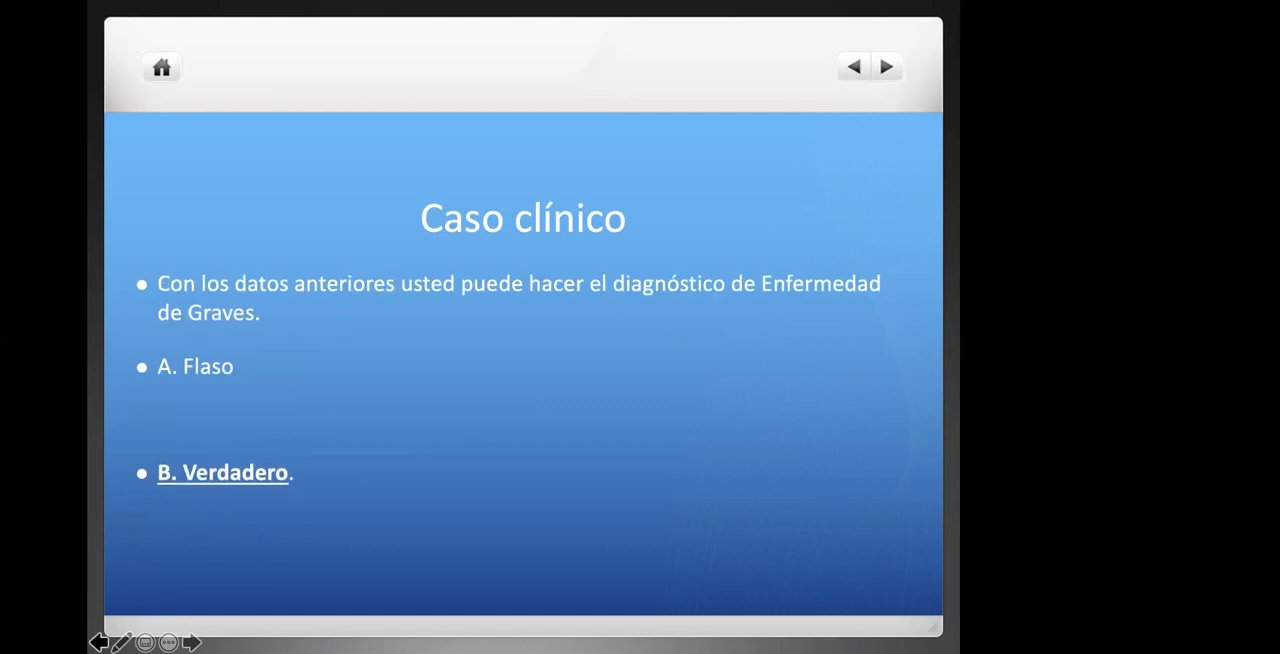 Caso clínico
Con los datos anteriores usted puede hacer el diagnóstico de Enfermedad
de Graves.
A. Flaso
B. Verdadero.